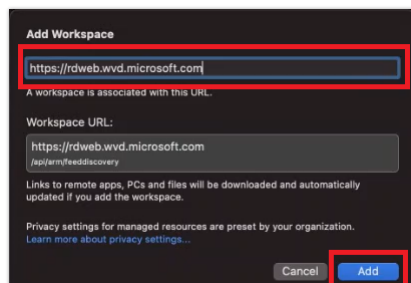 Add Workspace
https://rdweb.wvd.microsoft.com
A workspace is associated with this URL.
Workspace URL:
https://rdweb.wvd.microsoft.com
/api/arm/feeddiscovery
Links to remote apps, PCs and files will be downloaded and automatically
updated if you add the workspace.
Privacy settings for managed resources are preset by your organization.
Learn more about privacy settings...
Cancel Add